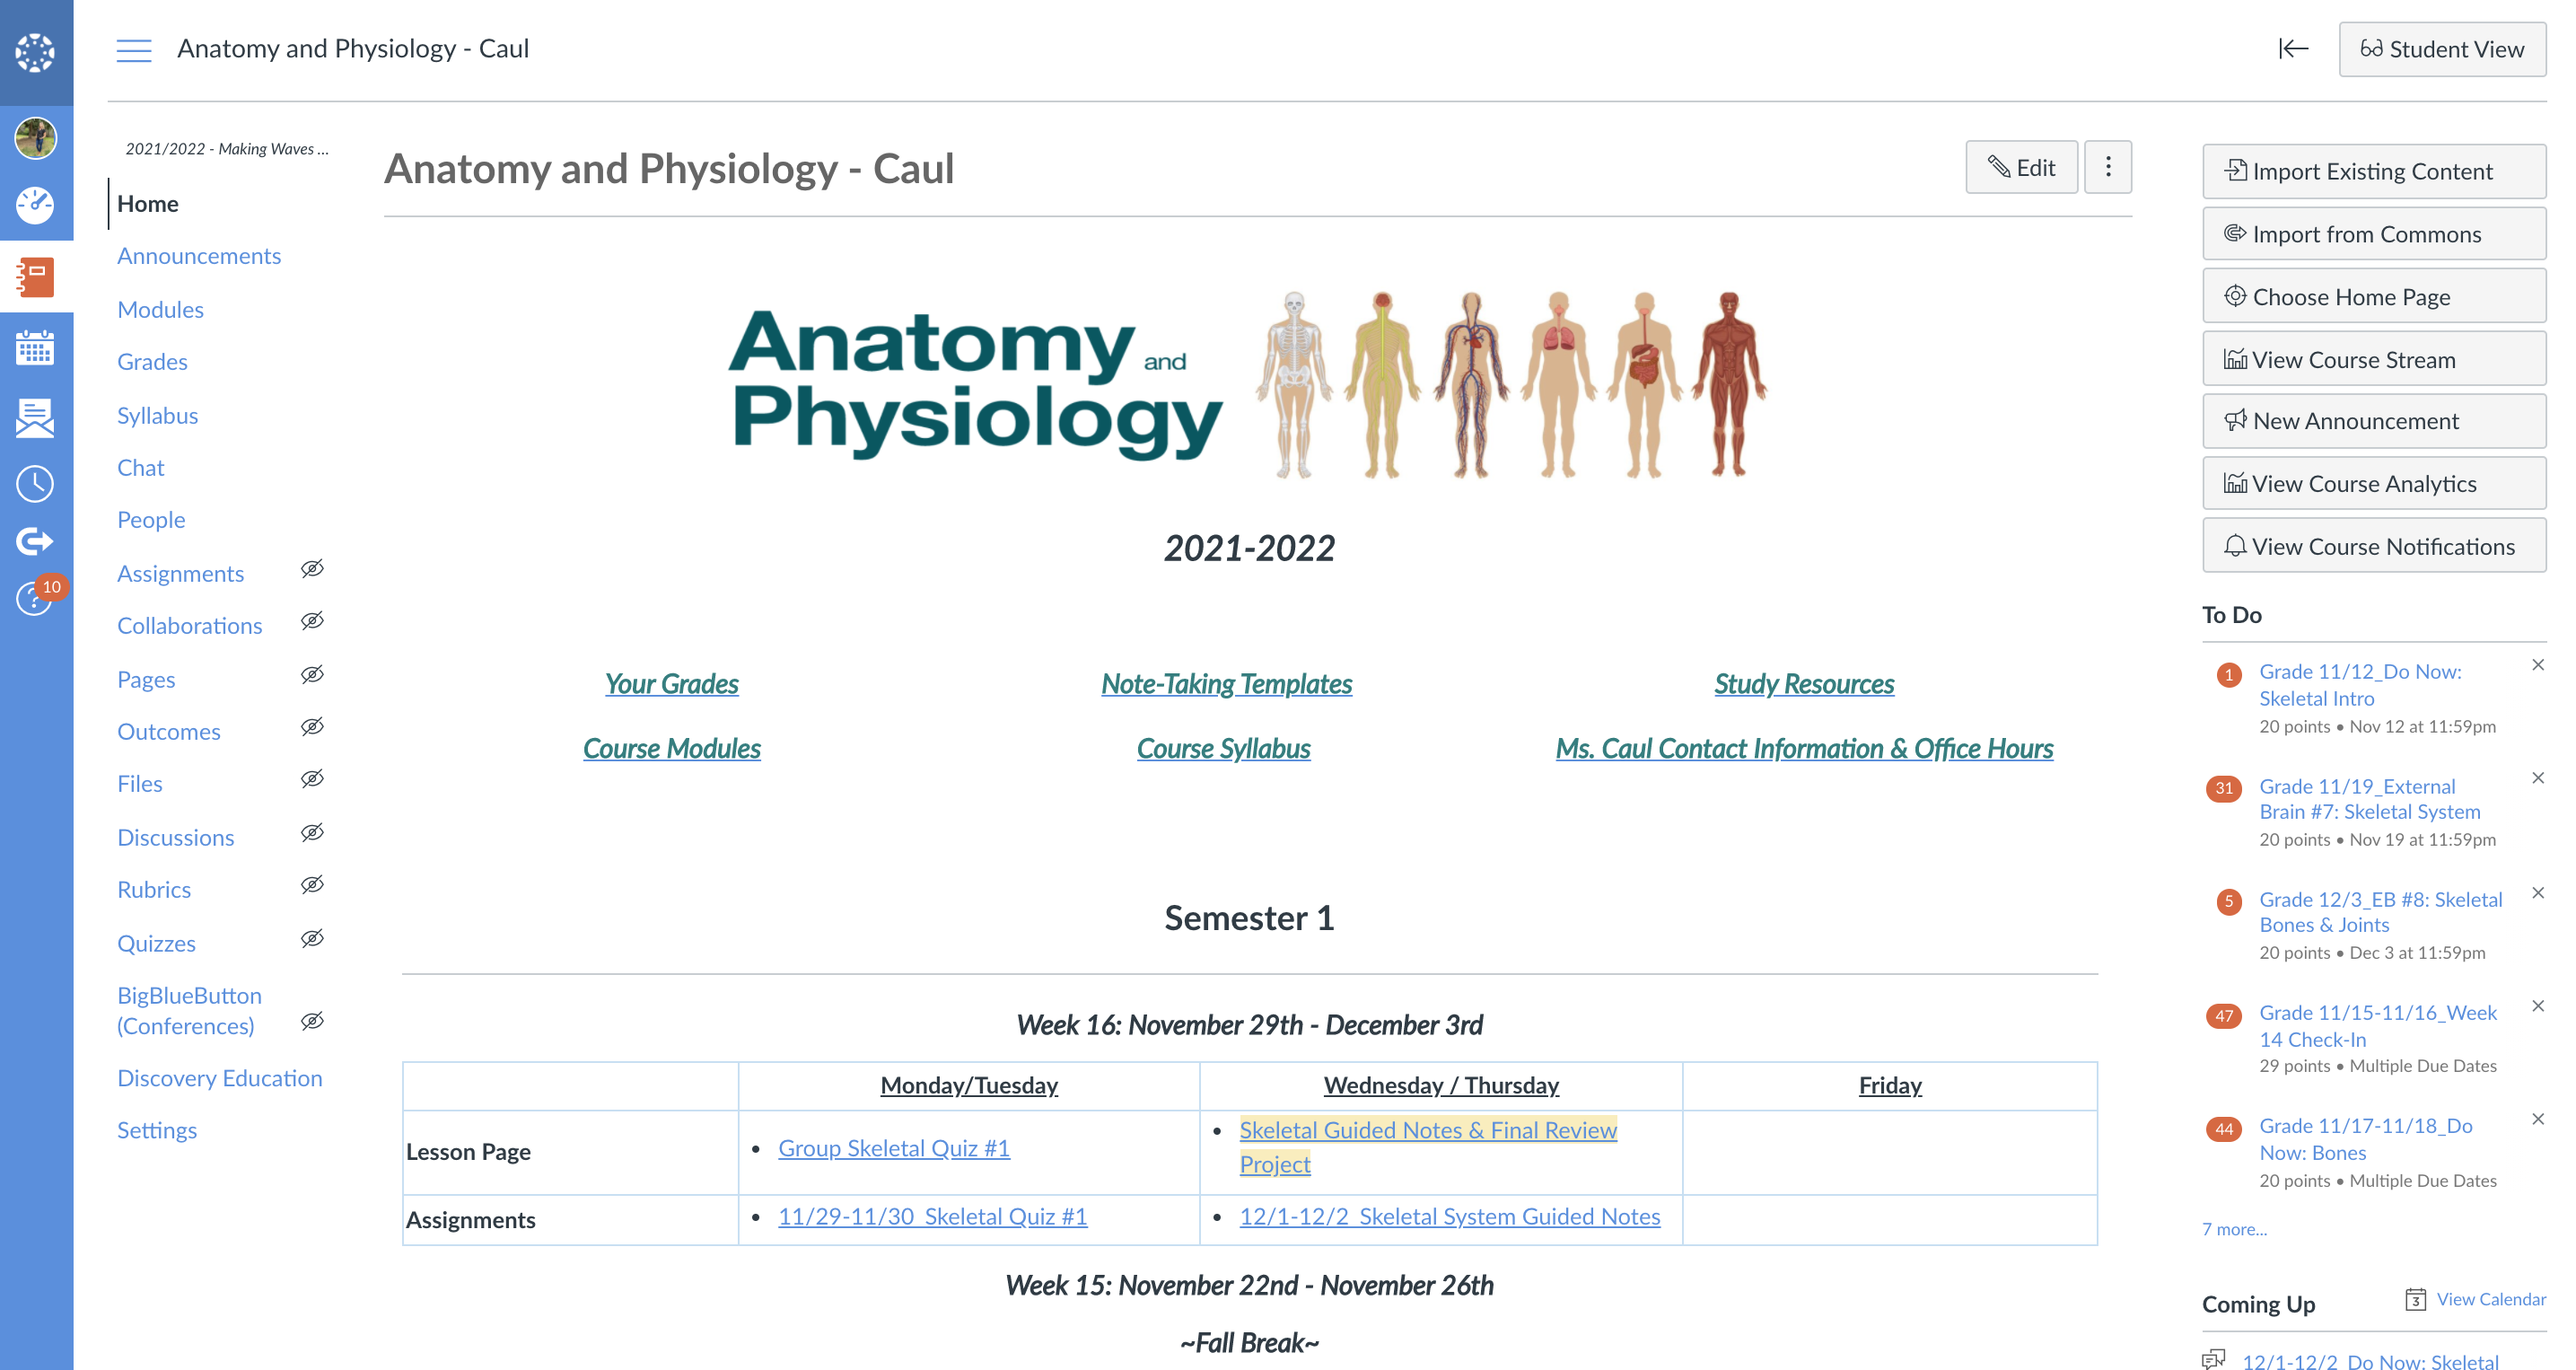 Anatomy and Physiology - Caul
Student View
10
2021/2022 - Making Waves ...
Home
Announcements
Modules
Grades
Syllabus
Chat
People
Assignments
Collaborations
Pages
Outcomes
Files
Discussions
Rubrics
Quizzes
BigBlueButton
(Conferences)
Discovery Education
Settings
Anatomy and Physiology - Caul
Edit
Anatomy and
Physiology
2021-2022
Your Grades Note-Taking Templates Study Resources
Course Modules Course Syllabus Ms. Caul Contact Information & Office Hours
Semester 1
Week 16: November 29th - December 3rd
Monday/Tuesday Wednesday / Thursday Friday
Lesson Page
• Group Skeletal Quiz #1
• Skeletal Guided Notes & Final Review
Project
Assignments
• 11/29-11/30_Skeletal Quiz #1
• 12/1-12/2_Skeletal System Guided Notes
Week 15: November 22nd - November 26th
~Fall Break~
Import Existing Content
Import from Commons
Choose Home Page
View Course Stream
New Announcement
View Course Analytics
View Course Notifications
To Do
1 Grade 11/12_Do Now:
Skeletal Intro
20 points • Nov 12 at 11:59pm
31 Grade 11/19_External
Brain #7: Skeletal System
20 points • Nov 19 at 11:59pm
5 Grade 12/3_EB #8: Skeletal
Bones & Joints
20 points • Dec 3 at 11:59pm
47 Grade 11/15-11/16_Week
14 Check-In
29 points • Multiple Due Dates
44 Grade 11/17-11/18_Do
Now: Bones
20 points • Multiple Due Dates
7 more...
Coming Up 3 View Calendar
12/1-12/2_Do Now: Skeletal